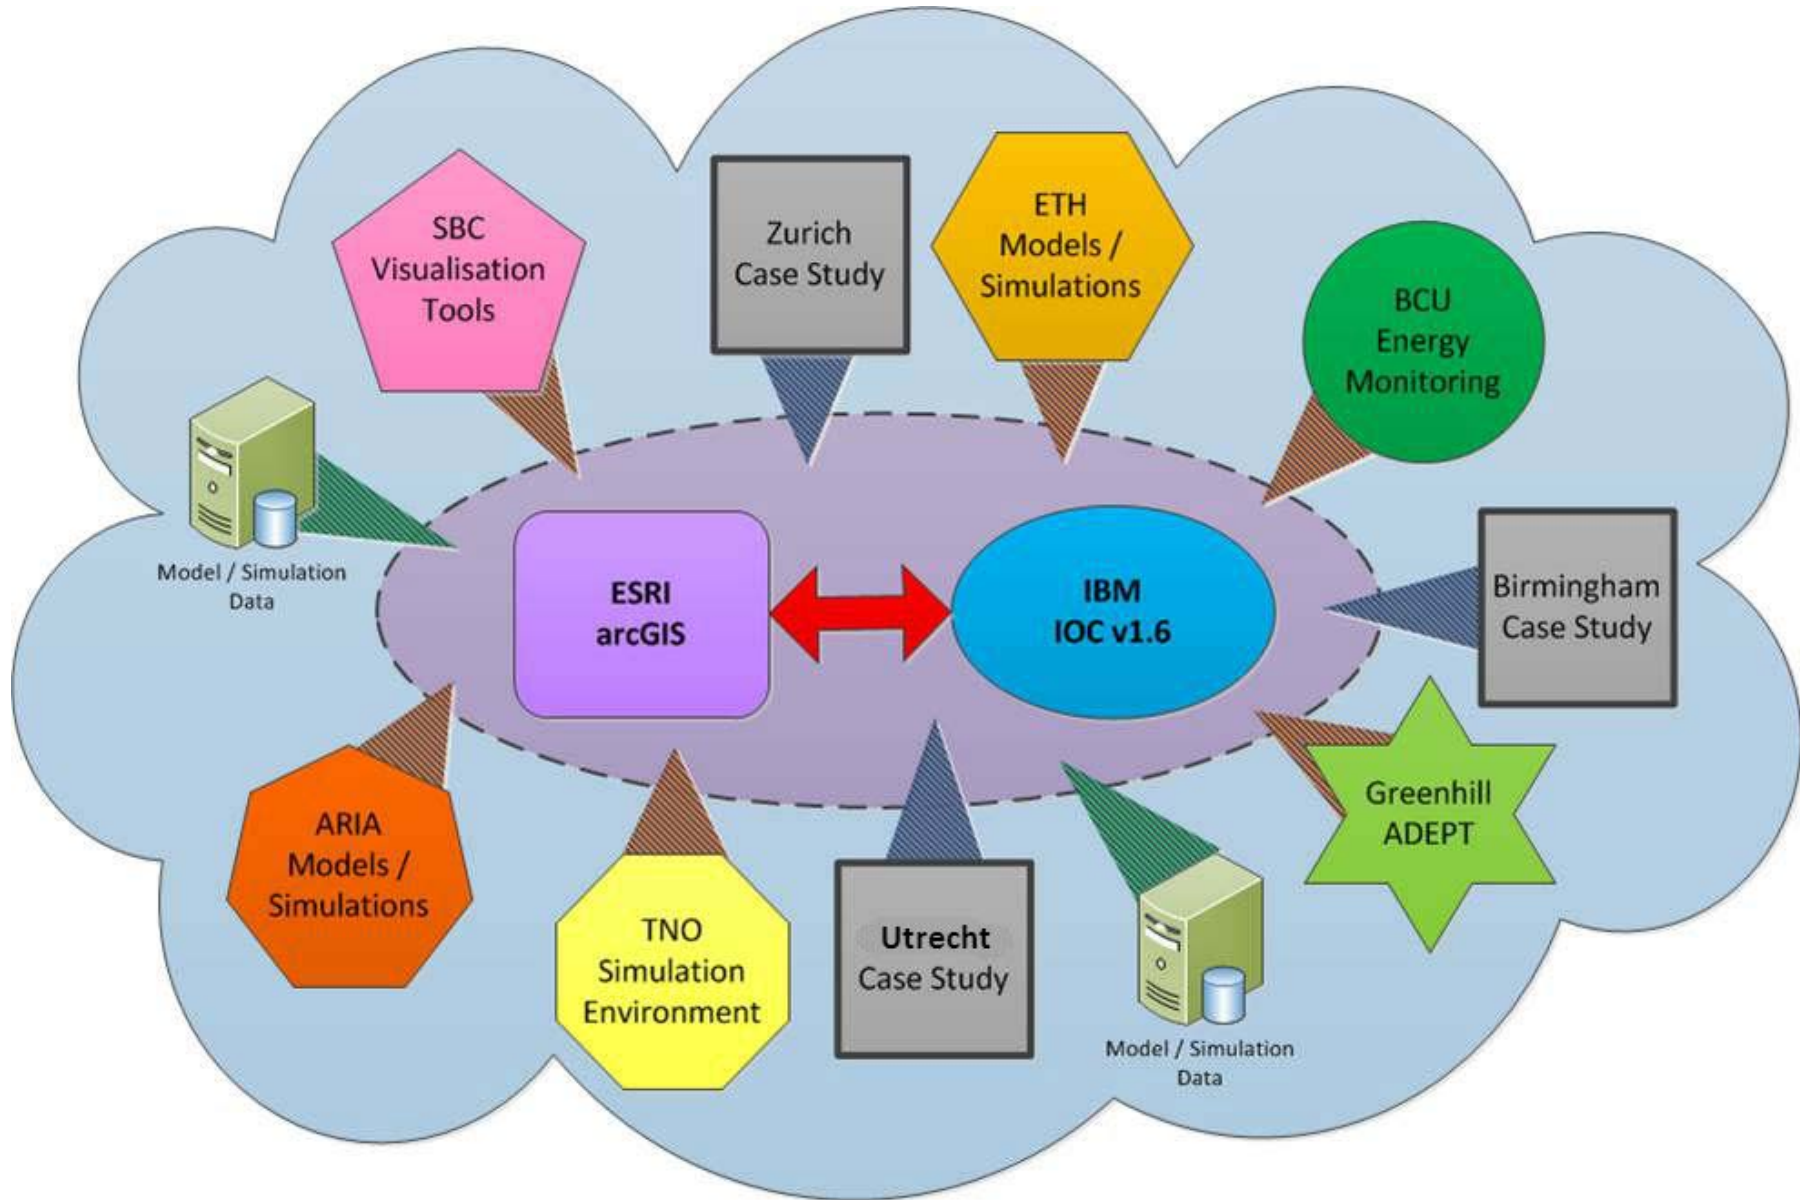 SBC
Visualisation
Tools
Zurich
Case Study
ETH
Models /
Simulations
BCU
Energy
Monitoring
Model / Simulation
Data
ESRI
arcGIS
IBM
IOC v1.6
Birmingham
Case Study
ARIA
Models /
Simulations
TNO
Simulation
Environment
Utrecht
Case Study
Greenhill
ADEPT
Model / Simulation
Data